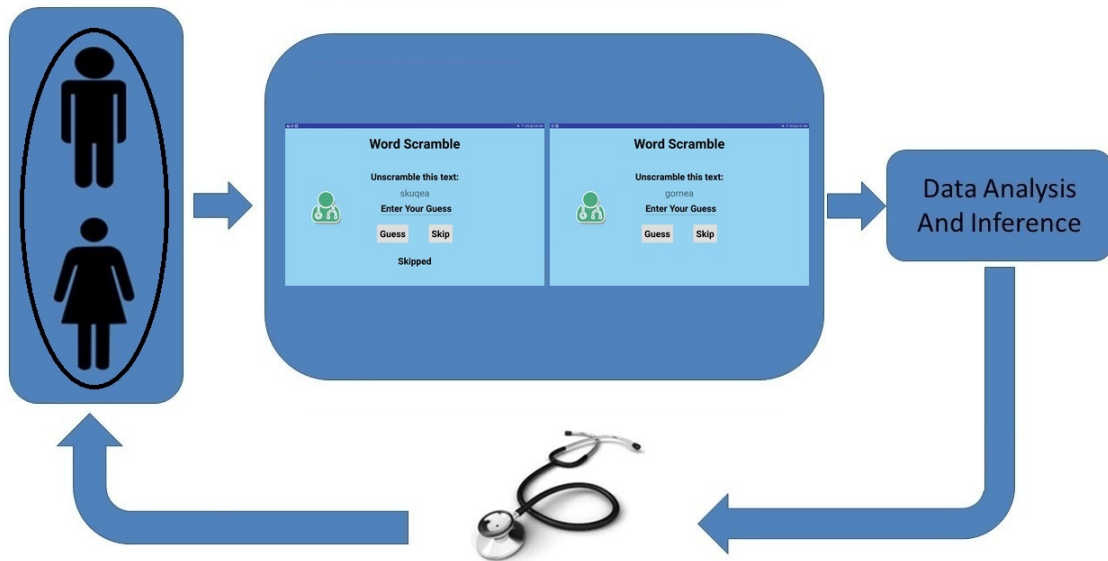 Word Scramble
Unscramble this text:
skuqea
Enter Your Guess
Guess Skip
Skipped
Word Scramble
Unscramble this text:
gornea
Enter Your Guess
Guess Skip
Data Analysis
And Inference